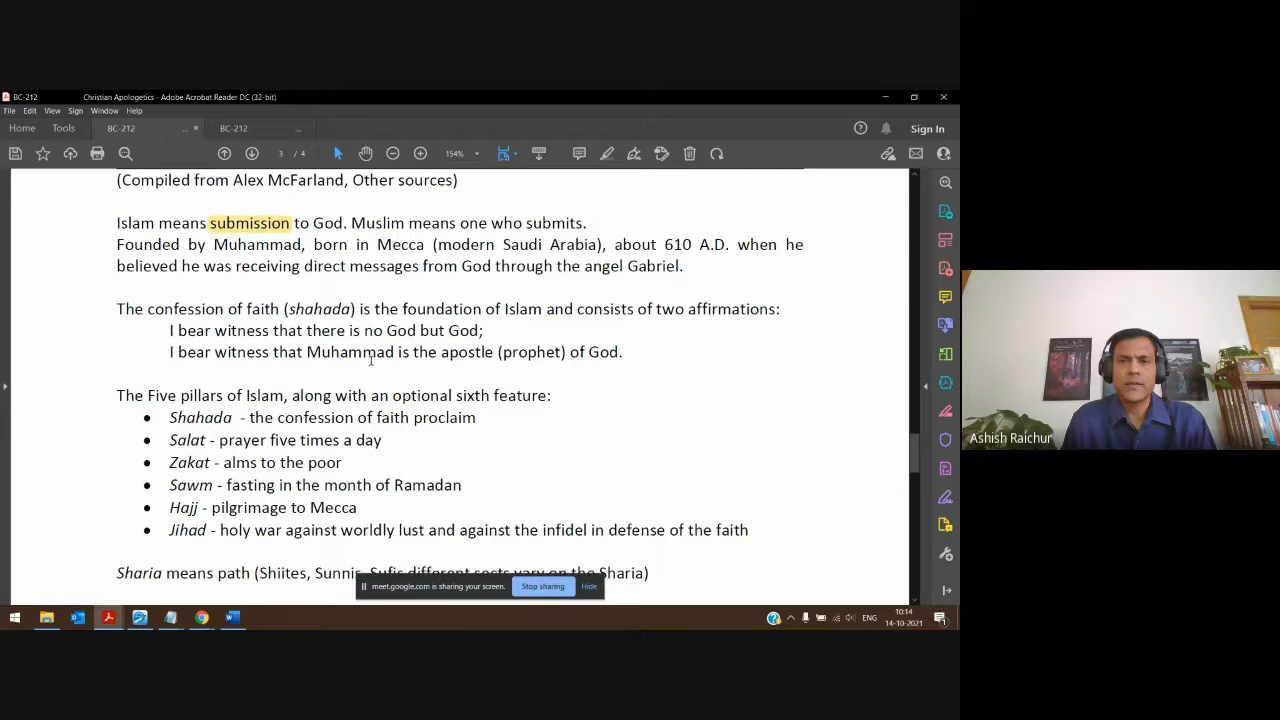 BC-212 Christian Apologetics - Adobe Acrobat Reader DC (32-bit)
File Edit View Sign Window Help
Home Tools BC-212 ... × BC-212 ...
Sign In
3 / 4 154%
(Compiled from Alex McFarland, Other sources)
Islam means submission to God. Muslim means one who submits.
Founded by Muhammad, born in Mecca (modern Saudi Arabia), about 610 A.D. when he
believed he was receiving direct messages from God through the angel Gabriel.
The confession of faith (shahada) is the foundation of Islam and consists of two affirmations:
I bear witness that there is no God but God;
I bear witness that Muhammad is the apostle (prophet) of God.
The Five pillars of Islam, along with an optional sixth feature:
• Shahada - the confession of faith proclaim
• Salat - prayer five times a day
• Zakat - alms to the poor
• Sawm - fasting in the month of Ramadan
• Hajj - pilgrimage to Mecca
• Jihad - holy war against worldly lust and against the infidel in defense of the faith
Sharia means path (Shiites, Sunnis, Sufis different sects vary on the Sharia)
meet.google.com is sharing your screen. Stop sharing Hide
ENG
10:14
14-10-2021
Ashish Raichur